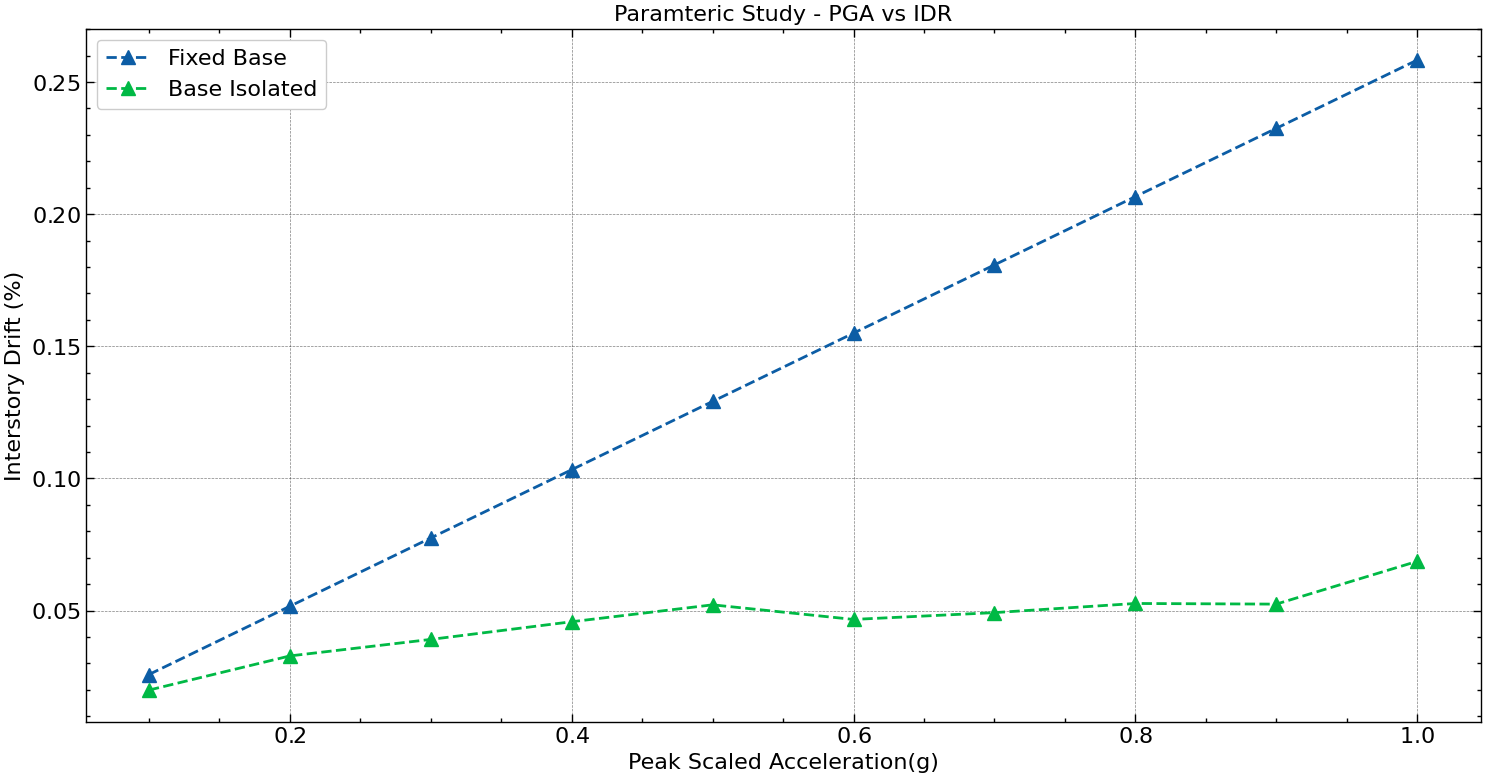 Paramteric Study - PGA vs IDR
Fixed Base
Base Isolated
Interstory Drift (%)
0.25
0.20
0.15
0.10
0.05
0.2
0.4
0.6
0.8
1.0
Peak Scaled Acceleration(g)